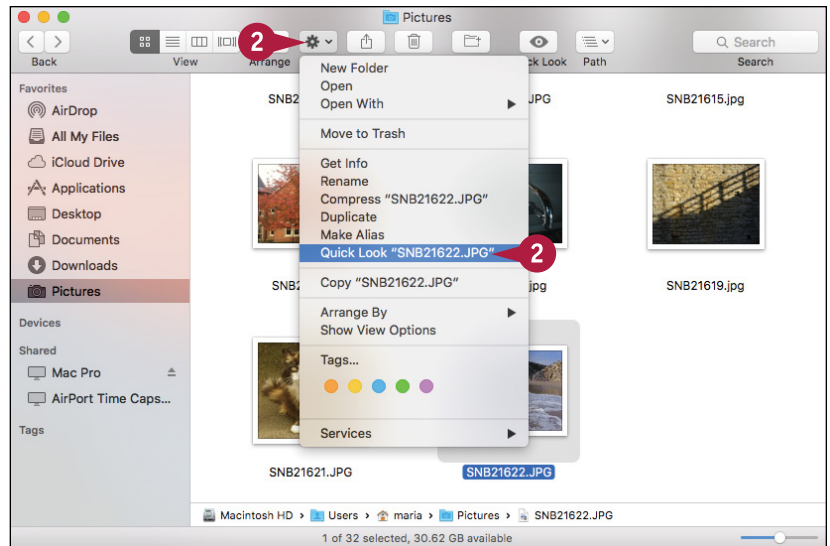 Pictures
2
Back
View
Arrange
ck Look
Path
Search
Search
Favorites
AirDrop
All My Files
iCloud Drive
Applications
Desktop
Documents
Downloads
Pictures
Devices
Shared
Mac Pro
AirPort Time Caps...
Tags
New Folder
Open
Open With
Move to Trash
Get Info
Rename
Compress “SNB21622.JPG”
Duplicate
Make Alias
Quick Look “SNB21622.JPG”
2
Copy “SNB21622.JPG”
Arrange By
Show View Options
Tags...
Services
SNB2
JPG
SNB21615.jpg
SNB2
jpg
SNB21619.jpg
SNB21621.JPG
SNB21622.JPG
Macintosh HD › Users › maria › Pictures › SNB21622.JPG
1 of 32 selected, 30.62 GB available